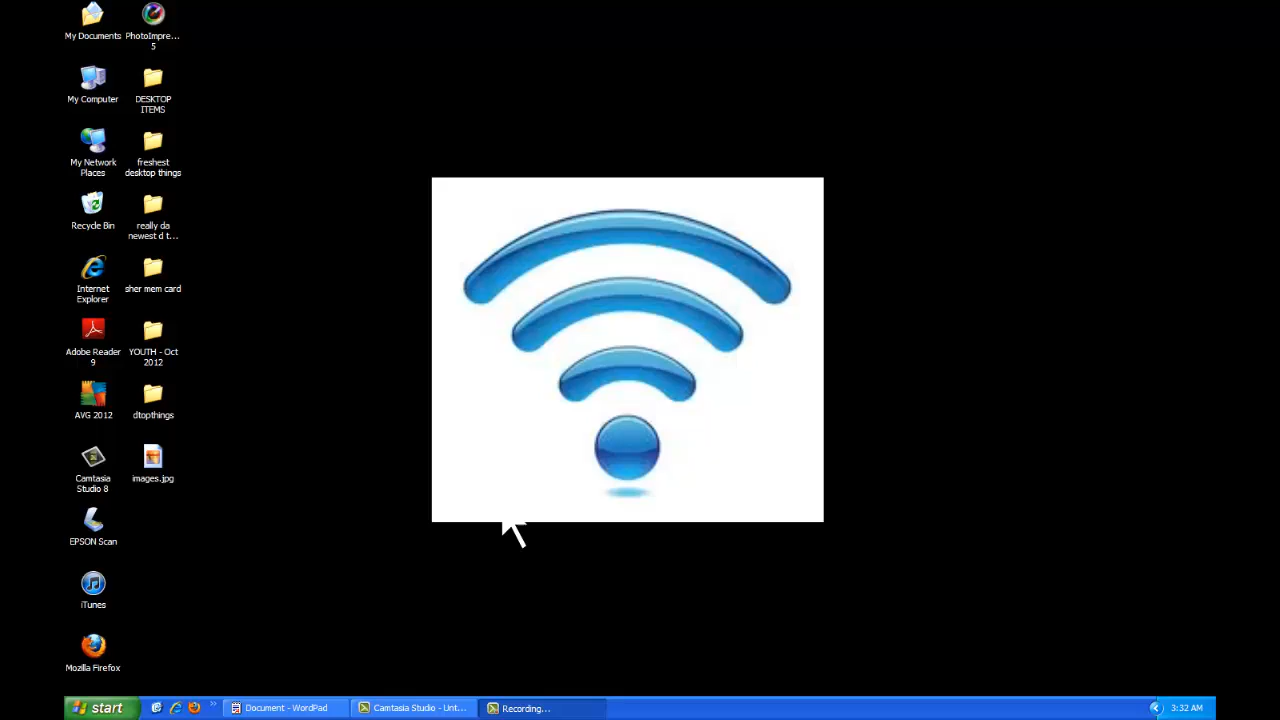 My Documents
PhotoImpre...
5
My Computer
DESKTOP
ITEMS
My Network
Places
freshest
desktop things
Recycle Bin
really da
newest d t...
Internet
Explorer
sher mem card
Adobe Reader
9
YOUTH - Oct
2012
AVG 2012
dtopthings
Camtasia
Studio 8
images.jpg
EPSON Scan
iTunes
Mozilla Firefox
start
Document - WordPad
Camtasia Studio - Unt...
Recording...
3:32 AM